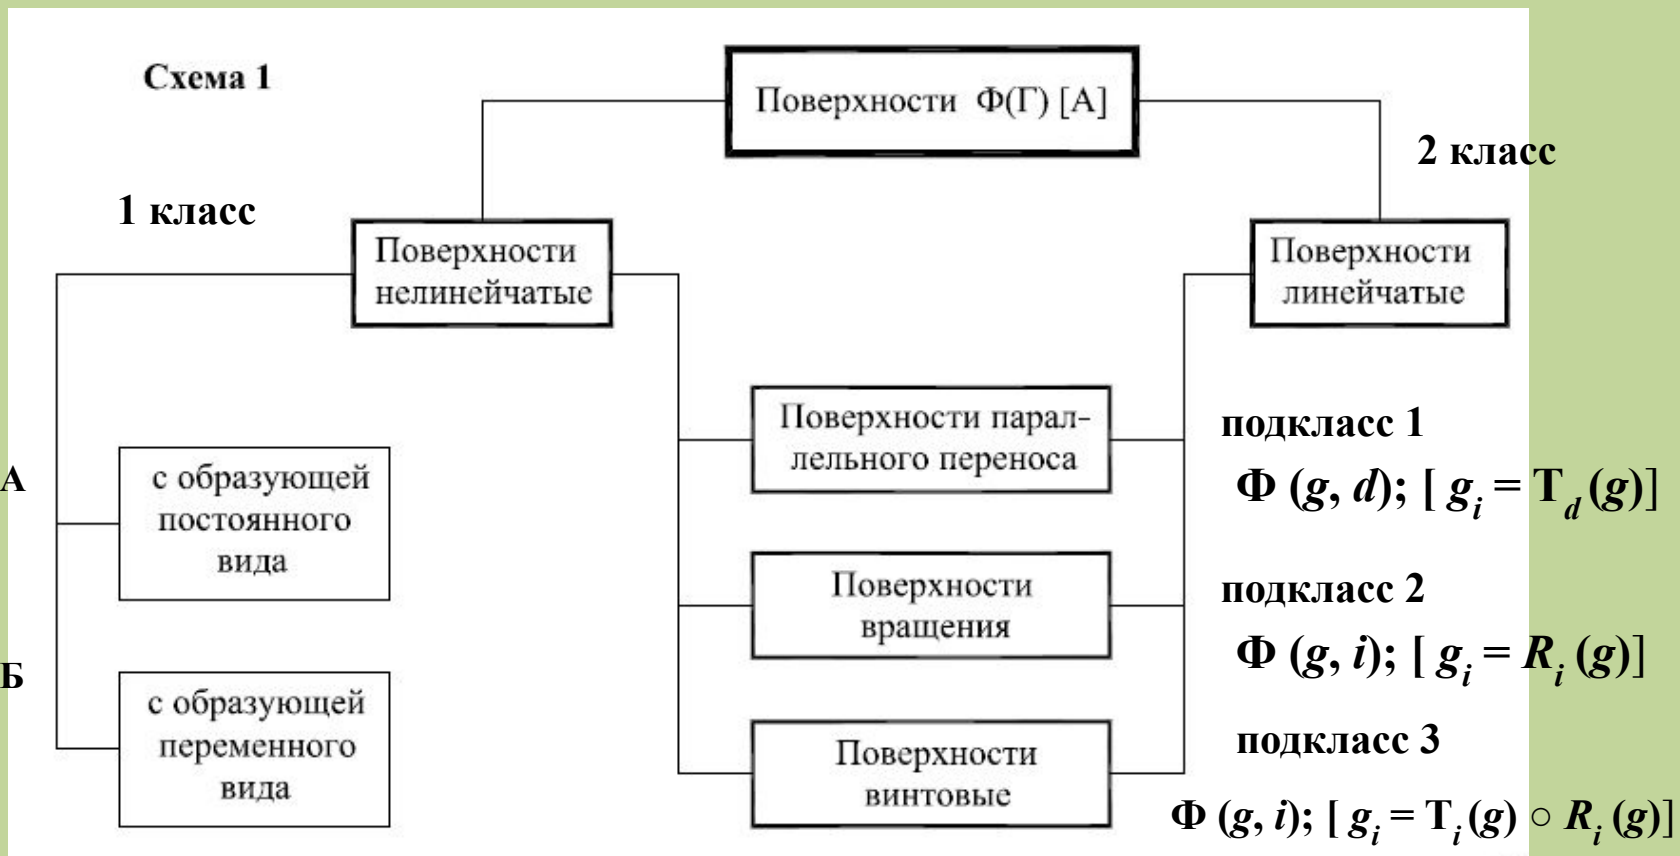 Схема 1
Поверхности Ф(Г) [А]
2 класс
1 класс
Поверхности
нелинейчатые
Поверхности
линейчатые
А
с образующей
постоянного
вида
Б
с образующей
переменного
вида
Поверхности парал-
лельного переноса
подкласс 1
Ф (g, d); [ gᵢ = T_d (g)]
Поверхности
вращения
подкласс 2
Ф (g, i); [ gᵢ = Rᵢ (g)]
Поверхности
винтовые
подкласс 3
Ф (g, i); [ gᵢ = Tᵢ (g) ○ Rᵢ (g)]